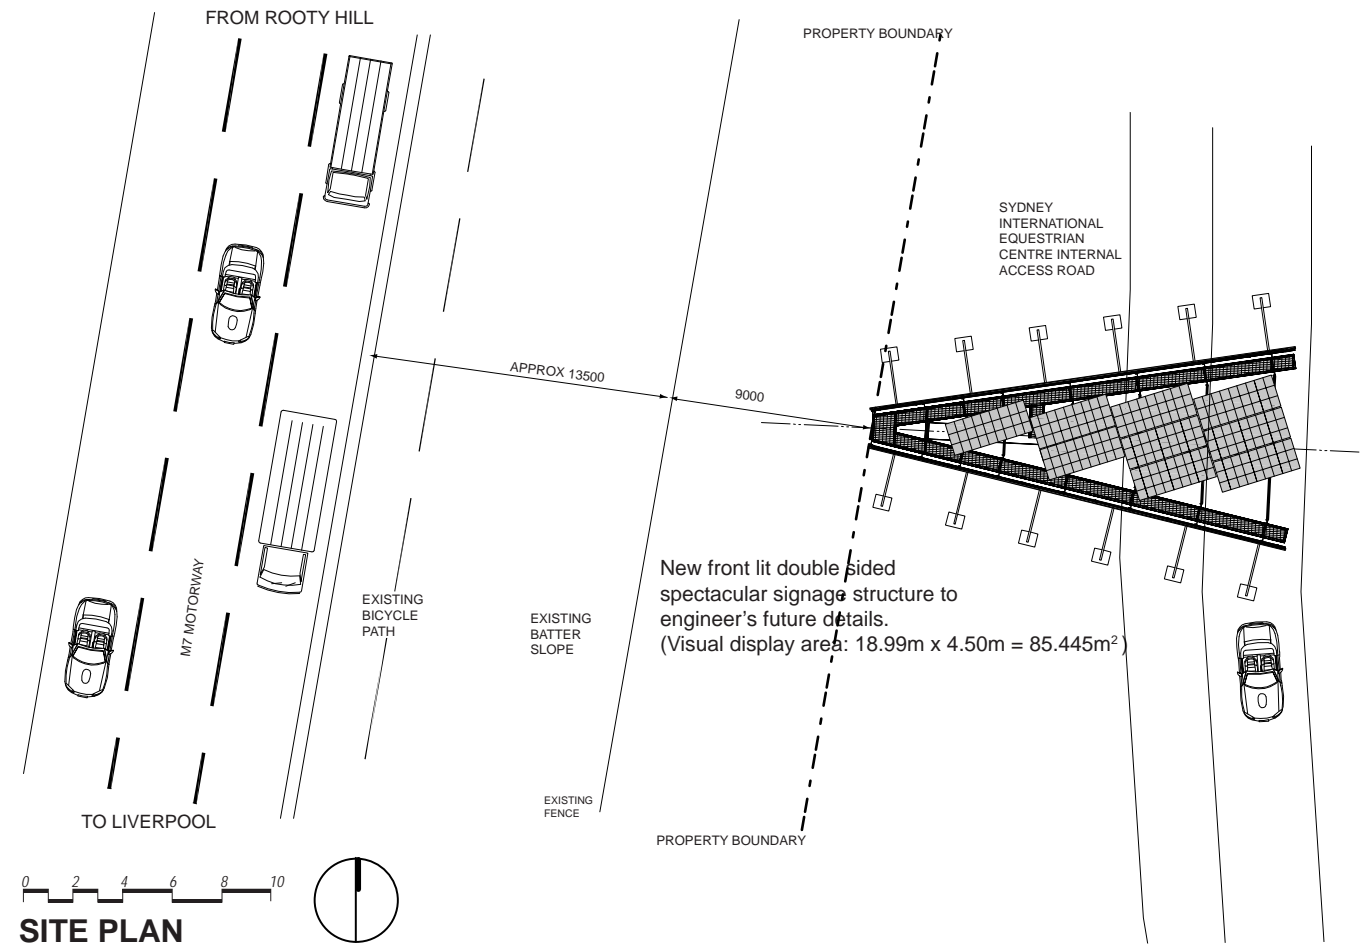 FROM ROOTY HILL
PROPERTY BOUNDARY
SYDNEY
INTERNATIONAL
EQUESTRIAN
CENTRE INTERNAL
ACCESS ROAD
APPROX 13500
9000
New front lit double sided
spectacular signage structure to
engineer’s future details.
(Visual display area: 18.99m x 4.50m = 85.445m²)
M7 MOTORWAY
EXISTING
BICYCLE
PATH
EXISTING
BATTER
SLOPE
EXISTING
FENCE
TO LIVERPOOL
PROPERTY BOUNDARY
0 2 4 6 8 10
SITE PLAN